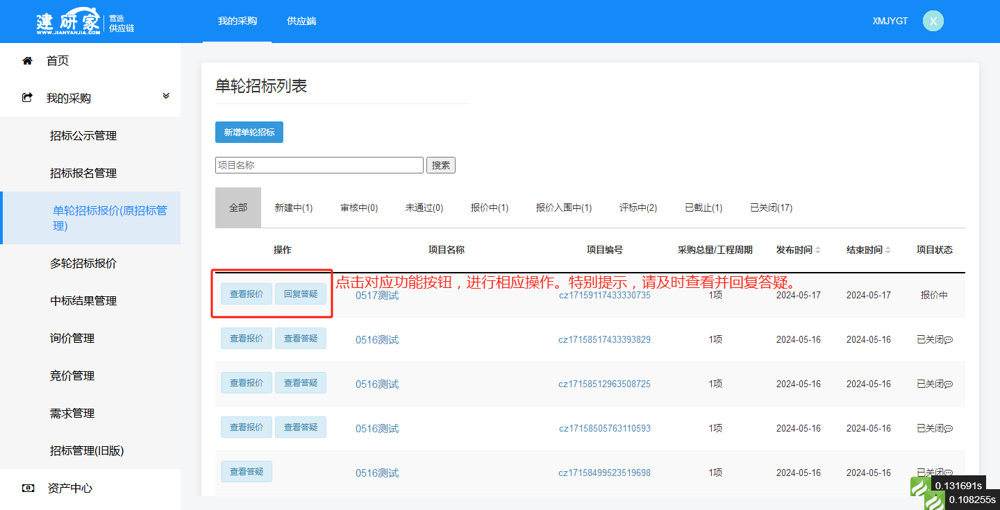 建研家
WWW.JIANYANJIA.COM
营造
供应链
我的采购
供应端
XMJYGT
X
首页
我的采购
招标公示管理
招标报名管理
单轮招标报价(原招标管
理)
多轮招标报价
中标结果管理
询价管理
竞价管理
需求管理
招标管理(旧版)
资产中心
单轮招标列表
新增单轮招标
项目名称
搜索
全部 新建中(1) 审核中(0) 未通过(0) 报价中(1) 报价入围中(1) 评标中(2) 已截止(1) 已关闭(17)
操作 项目名称 项目编号 采购总量/工程周期 发布时间 结束时间 项目状态
点击对应功能按钮，进行相应操作。特别提示，请及时查看并回复答疑。
查看报价 回复答疑 0517测试 cz17159117433330735 1项 2024-05-17 2024-05-17 报价中
查看报价 查看答疑 0516测试 cz17158517433393829 1项 2024-05-16 2024-05-16 已关闭
查看报价 查看答疑 0516测试 cz17158512963508725 1项 2024-05-16 2024-05-16 已关闭
查看报价 查看答疑 0516测试 cz17158505763110593 1项 2024-05-16 2024-05-16 已关闭
查看答疑 0516测试 cz17158499523519698 1项 2024-05-16 2024-05-16 已关闭
0.131691s
0.108255s